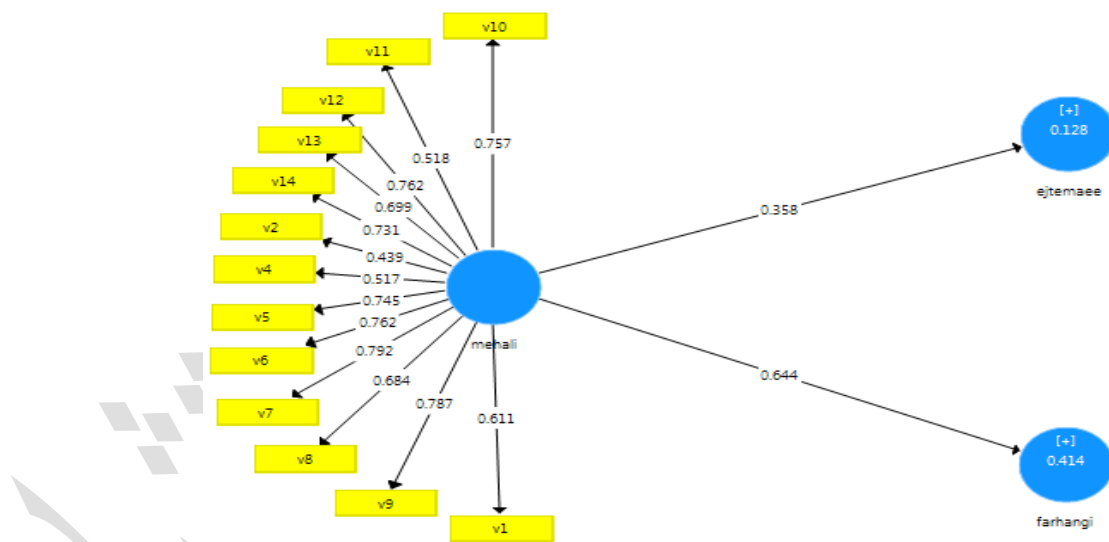 v10
v11
v12
v13
v14
v2
v4
v5
v6
v7
v8
v9
v1
0.757
0.518
0.762
0.699
0.731
0.439
0.517
0.745
0.762
0.792
0.684
0.787
0.611
mehali
0.358
0.644
[+]
0.128
ejtemaee
[+]
0.414
farhangi